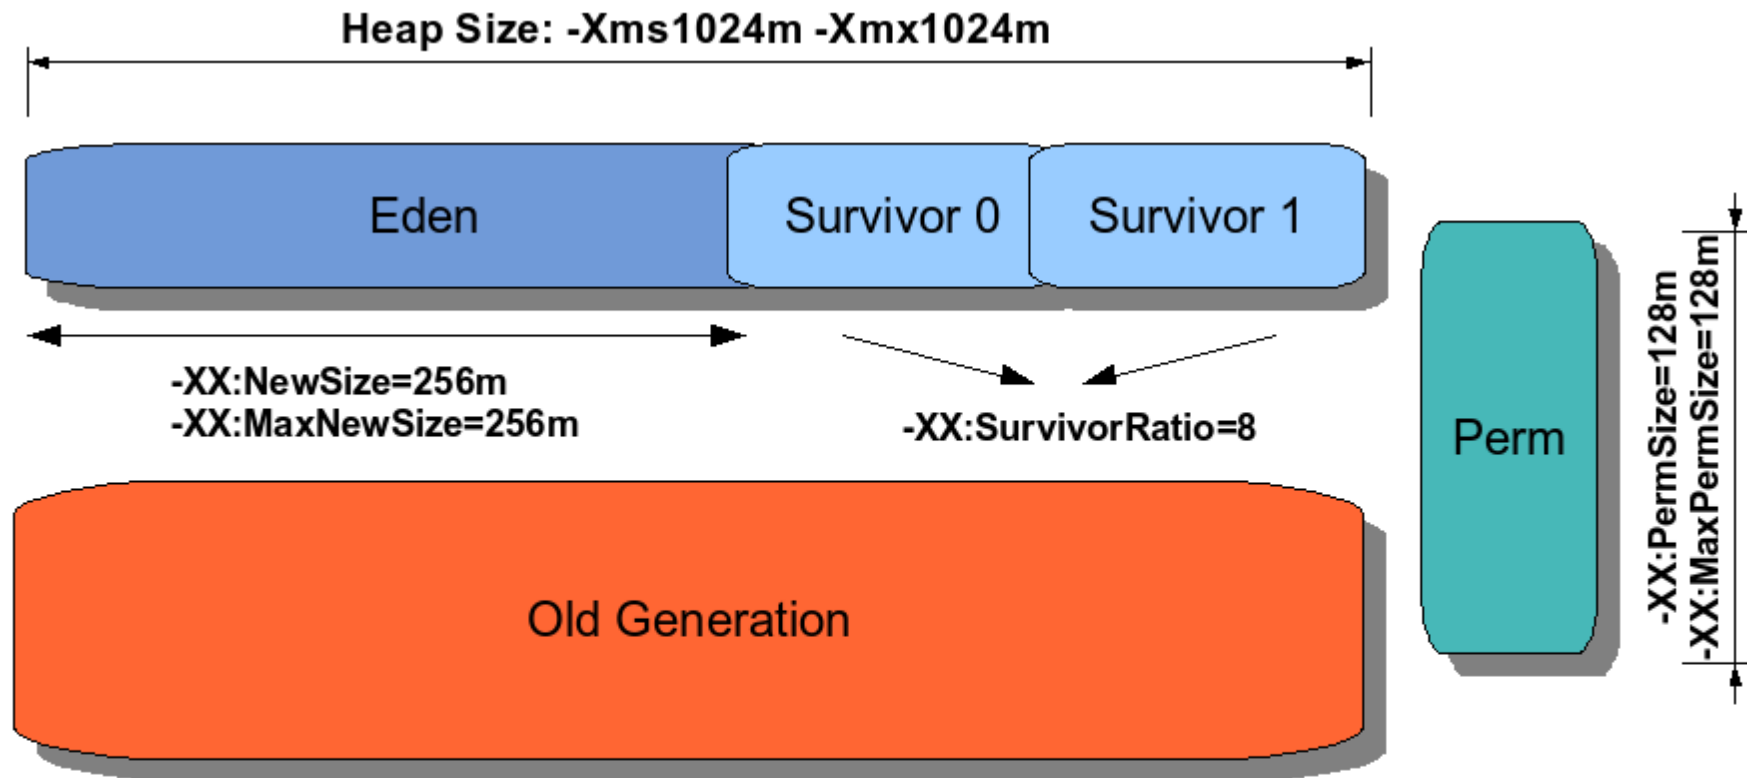 Heap Size: -Xms1024m -Xmx1024m
Eden
Survivor 0
Survivor 1
-XX:NewSize=256m
-XX:MaxNewSize=256m
-XX:SurvivorRatio=8
Old Generation
Perm
-XX:PermSize=128m
-XX:MaxPermSize=128m